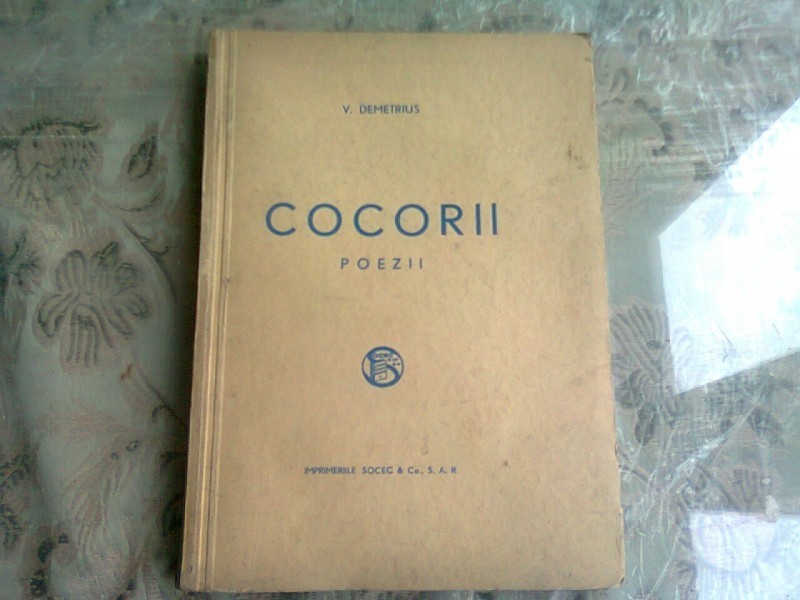 V. DEMETRIUS
COCORII
POEZII
IMPRIMERIILE SOCEC & Co., S. A. R.